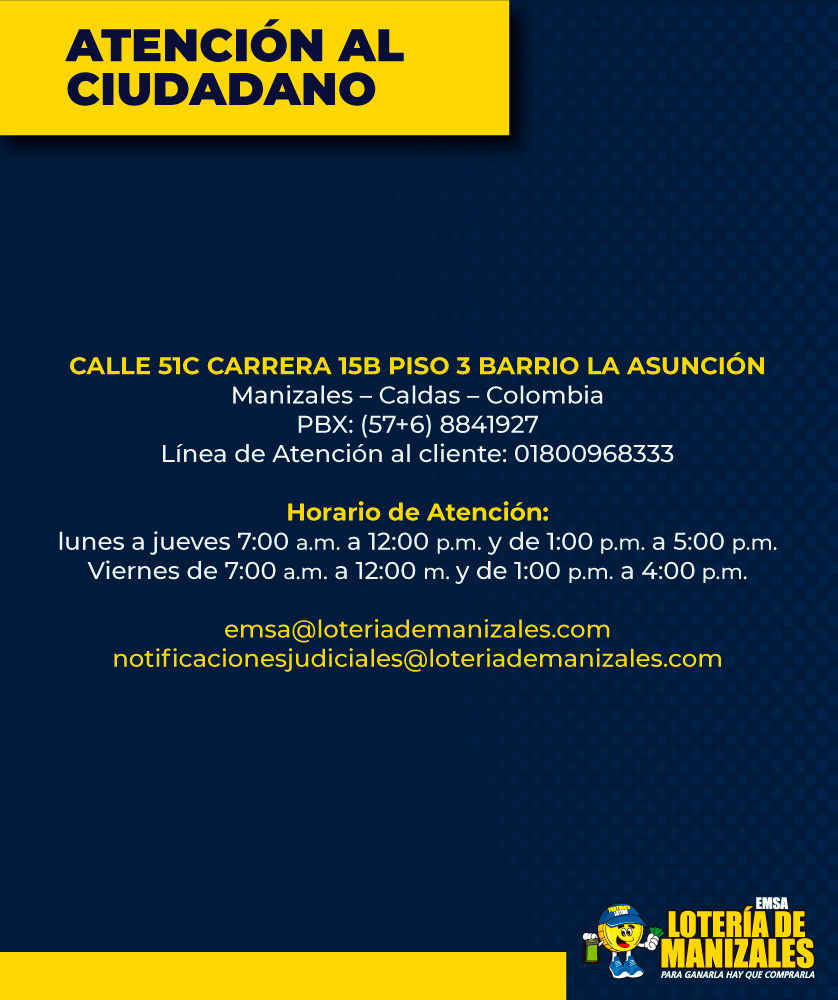 ATENCIÓN AL
CIUDADANO
CALLE 51C CARRERA 15B PISO 3 BARRIO LA ASUNCIÓN
Manizales – Caldas – Colombia
PBX: (57+6) 8841927
Línea de Atención al cliente: 01800968333
Horario de Atención:
lunes a jueves 7:00 a.m. a 12:00 p.m. y de 1:00 p.m. a 5:00 p.m.
Viernes de 7:00 a.m. a 12:00 m. y de 1:00 p.m. a 4:00 p.m.
emsa@loteriademanizales.com
notificacionesjudiciales@loteriademanizales.com
EMSA
LOTERÍA DE
MANIZALES
PARA GANARLA HAY QUE COMPRARLA